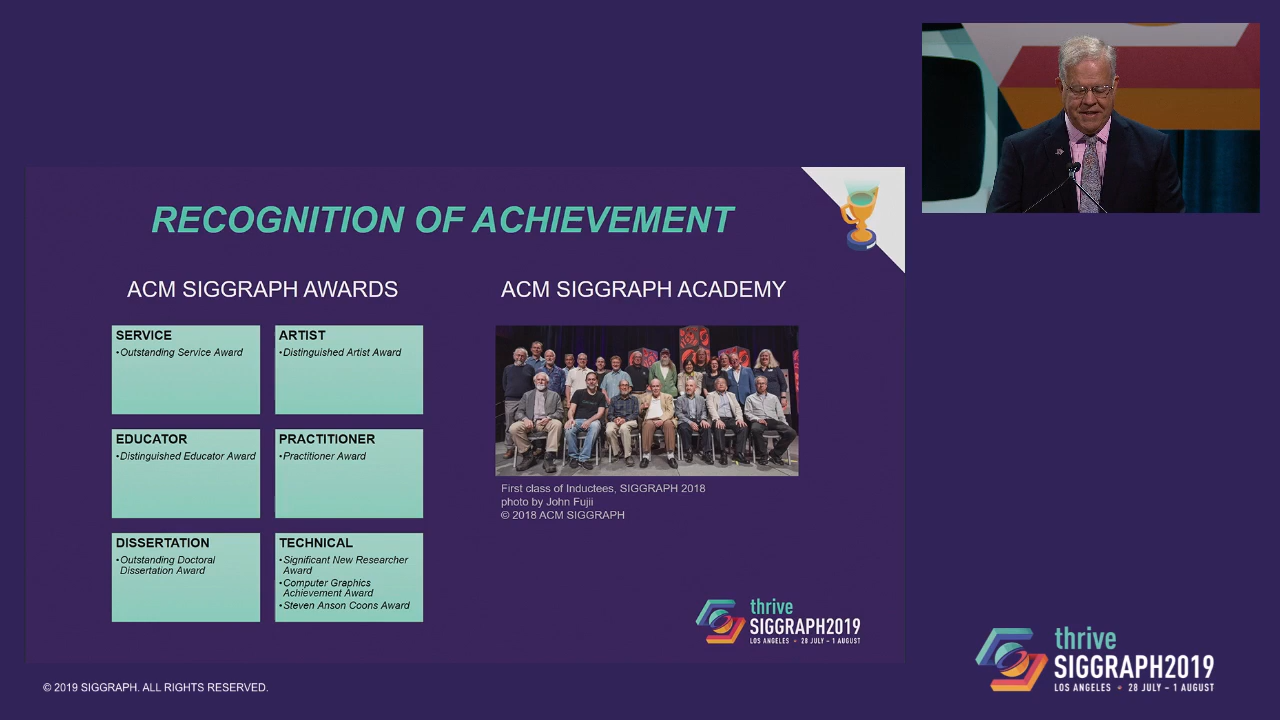 RECOGNITION OF ACHIEVEMENT
ACM SIGGRAPH AWARDS
SERVICE
•Outstanding Service Award
ARTIST
•Distinguished Artist Award
EDUCATOR
•Distinguished Educator Award
PRACTITIONER
•Practitioner Award
DISSERTATION
•Outstanding Doctoral
Dissertation Award
TECHNICAL
•Significant New Researcher
Award
•Computer Graphics
Achievement Award
•Steven Anson Coons Award
ACM SIGGRAPH ACADEMY
First class of Inductees, SIGGRAPH 2018
photo by John Fujii
© 2018 ACM SIGGRAPH
thrive
SIGGRAPH2019
LOS ANGELES • 28 JULY – 1 AUGUST
© 2019 SIGGRAPH. ALL RIGHTS RESERVED.
thrive
SIGGRAPH2019
LOS ANGELES • 28 JULY – 1 AUGUST